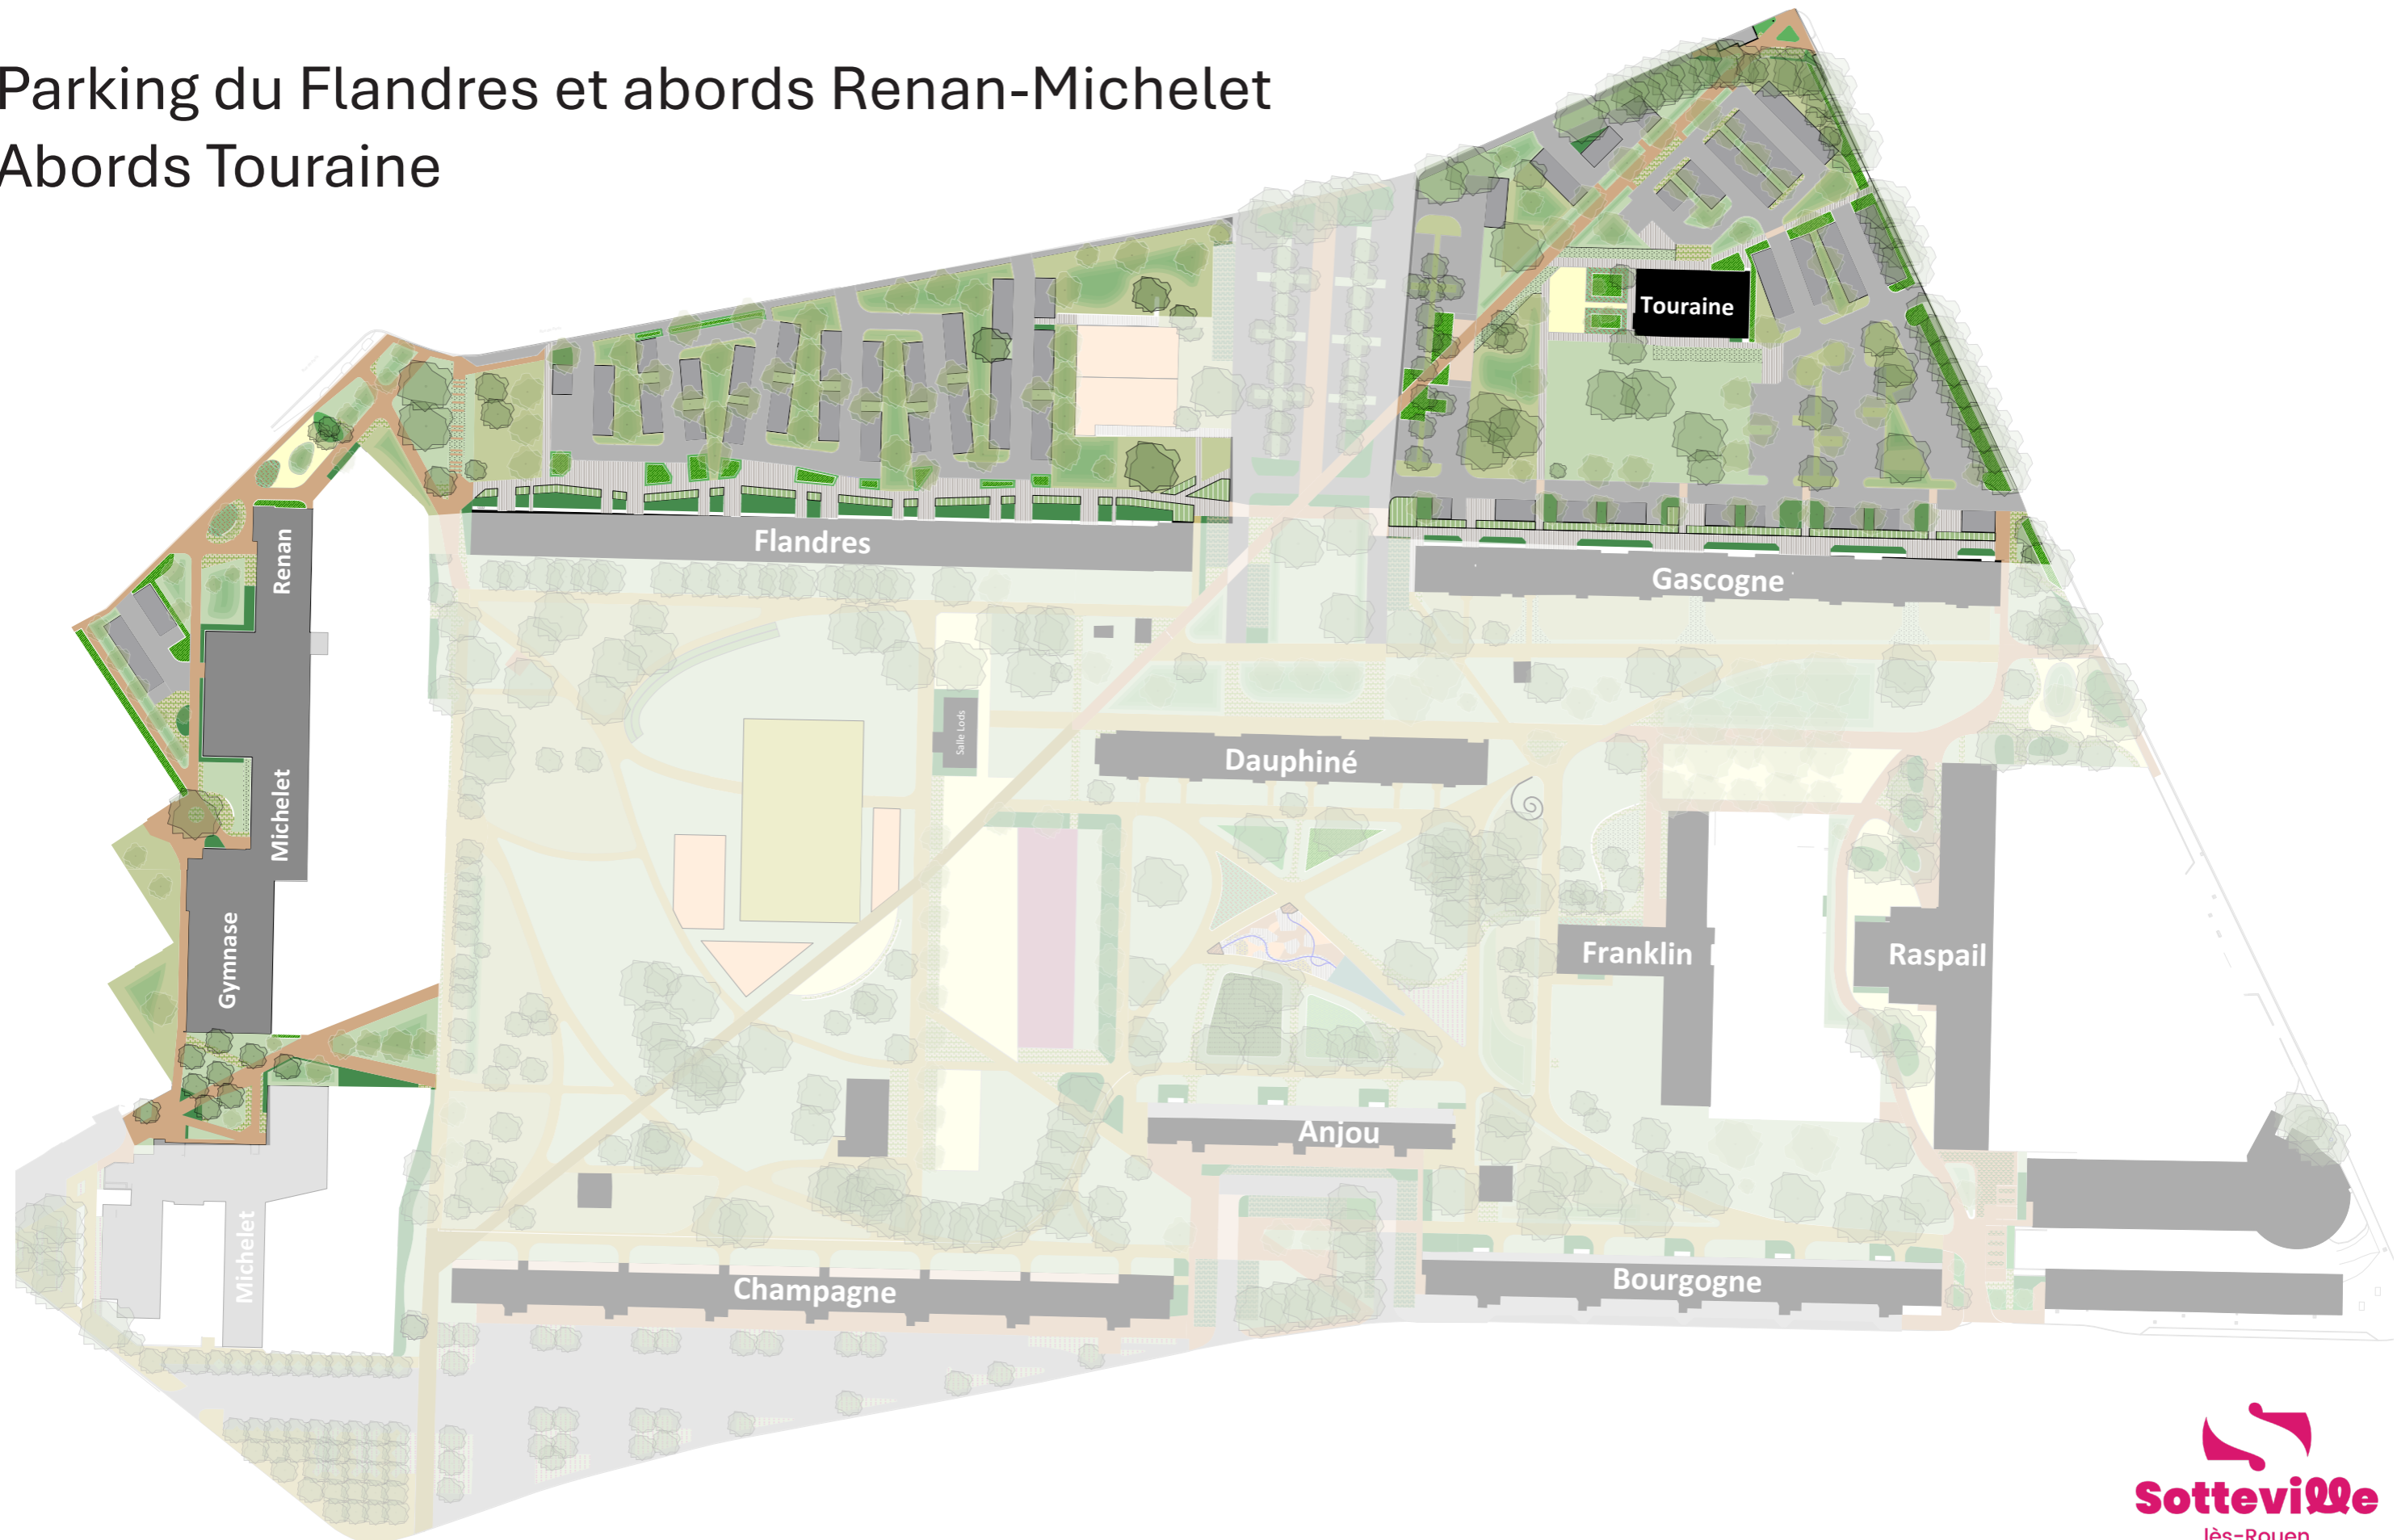 Parking du Flandres et abords Renan-Michelet
Abords Touraine
Touraine
Flandres
Renan
Gascogne
Salle Lods
Dauphiné
Michelet
Gymnase
Franklin
Raspail
Anjou
Michelet
Champagne
Bourgogne
Sotteville
lès-Rouen